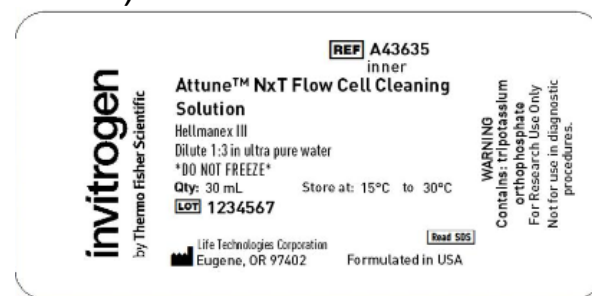 invitrogen
by Thermo Fisher Scientific
REF A43635
inner
Attune™ NxT Flow Cell Cleaning
Solution
Hellmanex III
Dilute 1:3 in ultra pure water
*DO NOT FREEZE*
Qty: 30 mL Store at: 15°C to 30°C
LOT 1234567
Life Technologies Corporation
Eugene, OR 97402 Formulated in USA
Read SDS
WARNING
Contains: tripotassium
orthophosphate
For Research Use Only
Not for use in diagnostic
procedures.